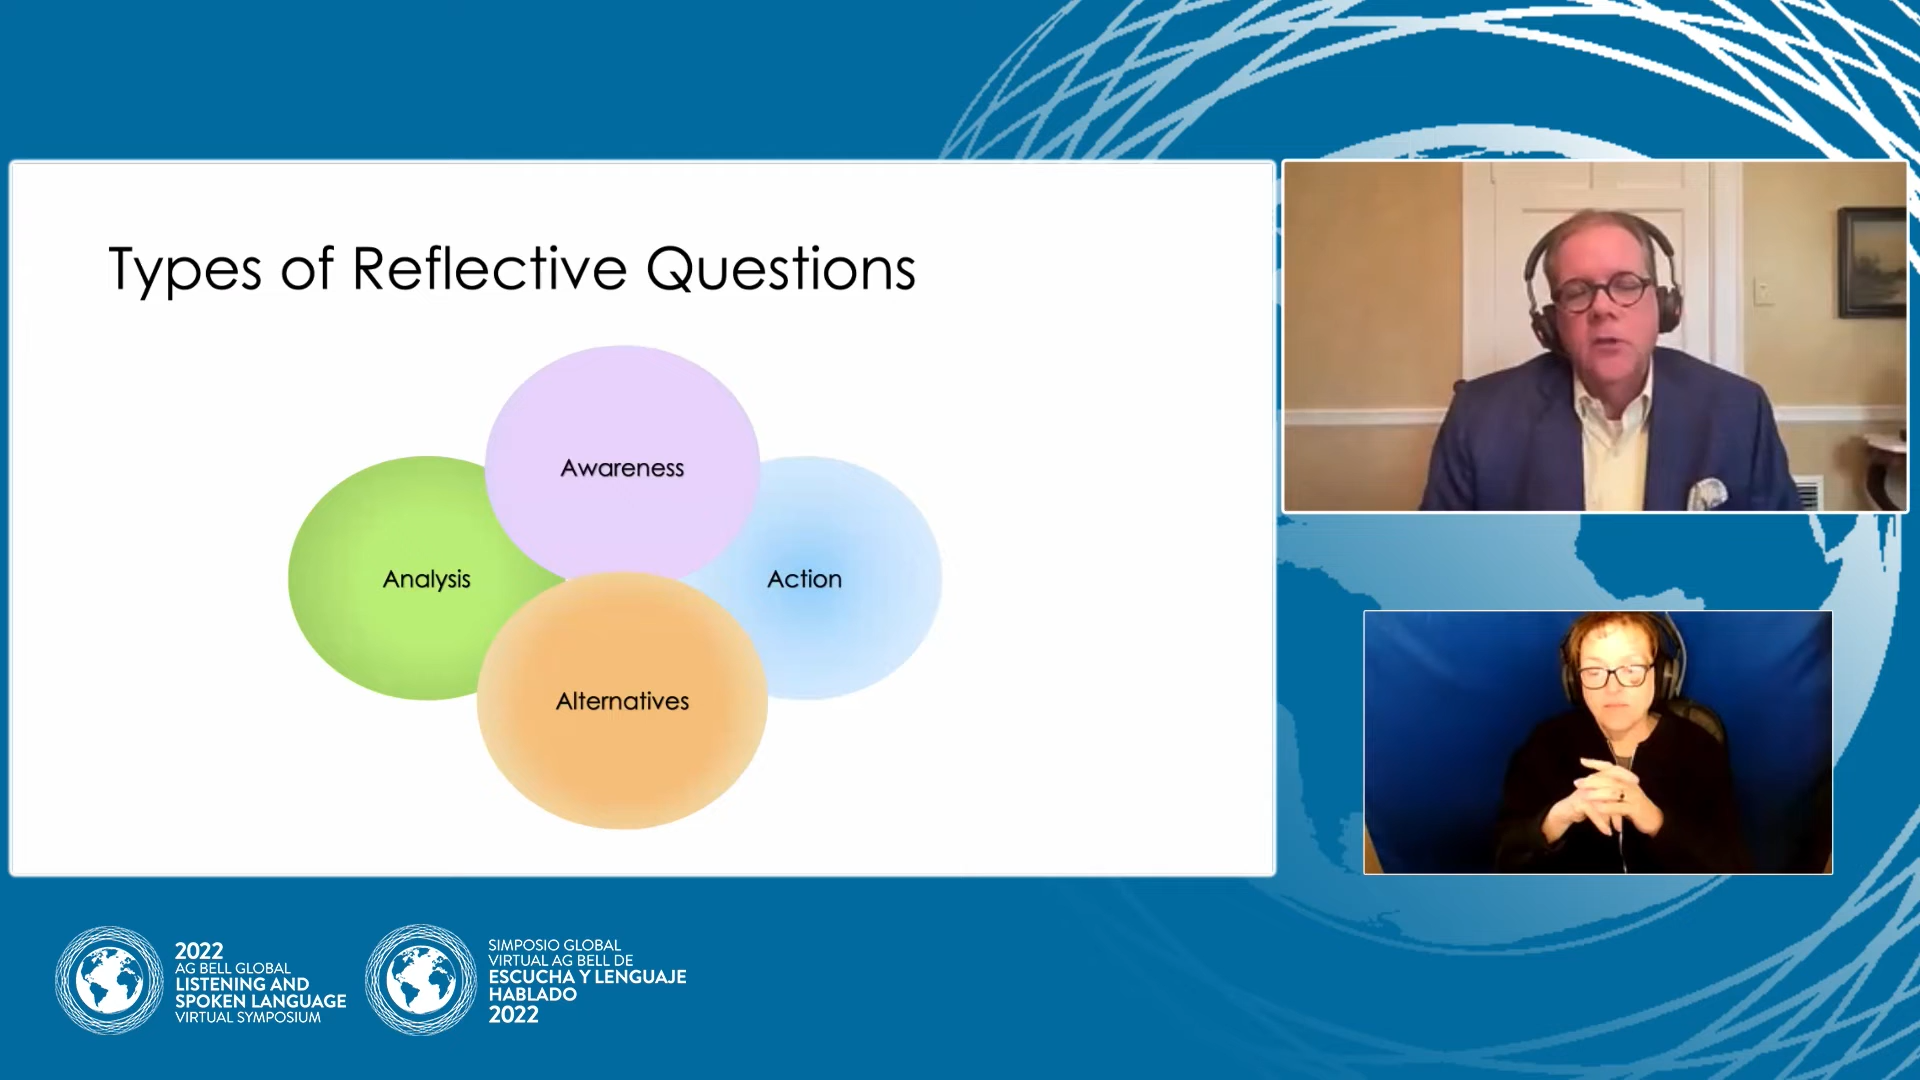 Types of Reflective Questions
Awareness
Analysis
Action
Alternatives
2022
AG BELL GLOBAL
LISTENING AND
SPOKEN LANGUAGE
VIRTUAL SYMPOSIUM
SIMPOSIO GLOBAL
VIRTUAL AG BELL DE
ESCUCHA Y LENGUAJE
HABLADO
2022